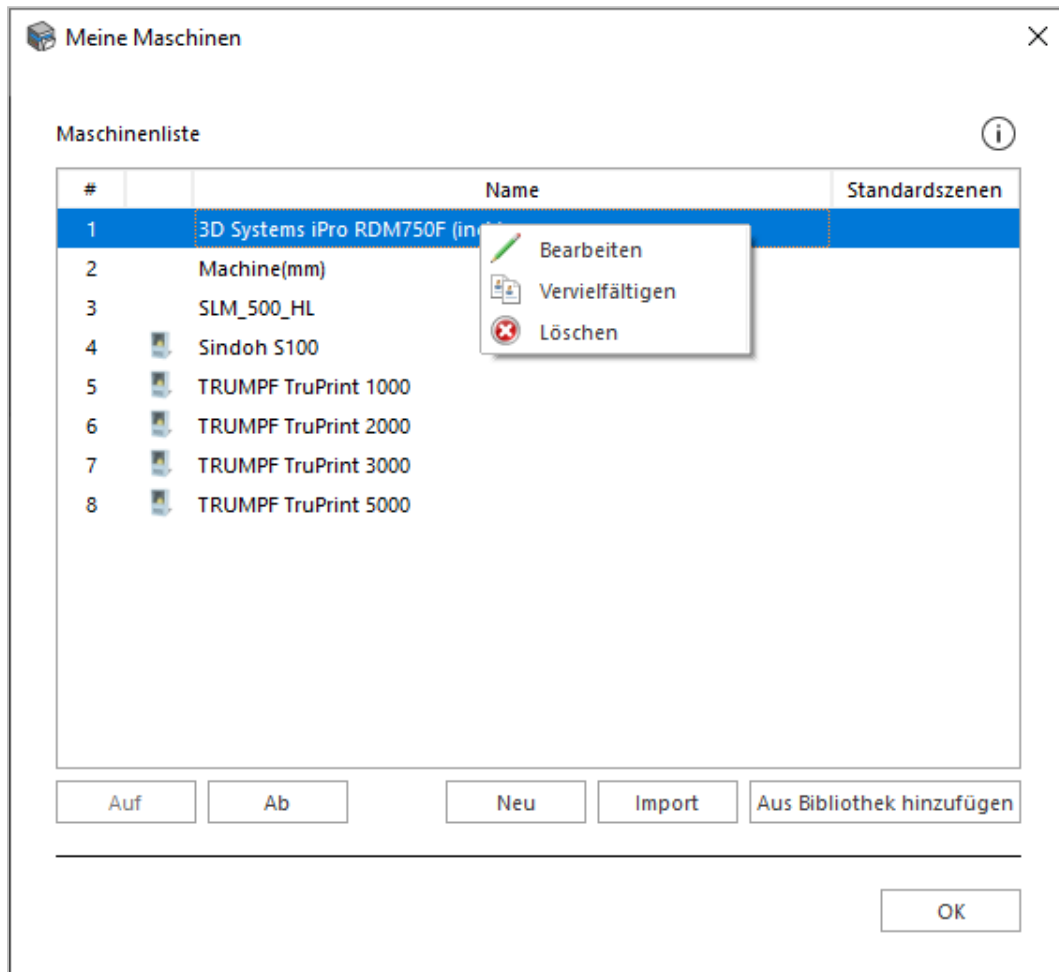 Meine Maschinen
Maschinenliste
# Name Standardszenen
1 3D Systems iPro RDM750F
2 Machine(mm)
3 SLM_500_HL
4 Sindoh S100
5 TRUMPF TruPrint 1000
6 TRUMPF TruPrint 2000
7 TRUMPF TruPrint 3000
8 TRUMPF TruPrint 5000
Bearbeiten
Vervielfältigen
Löschen
Auf Ab Neu Import Aus Bibliothek hinzufügen
OK